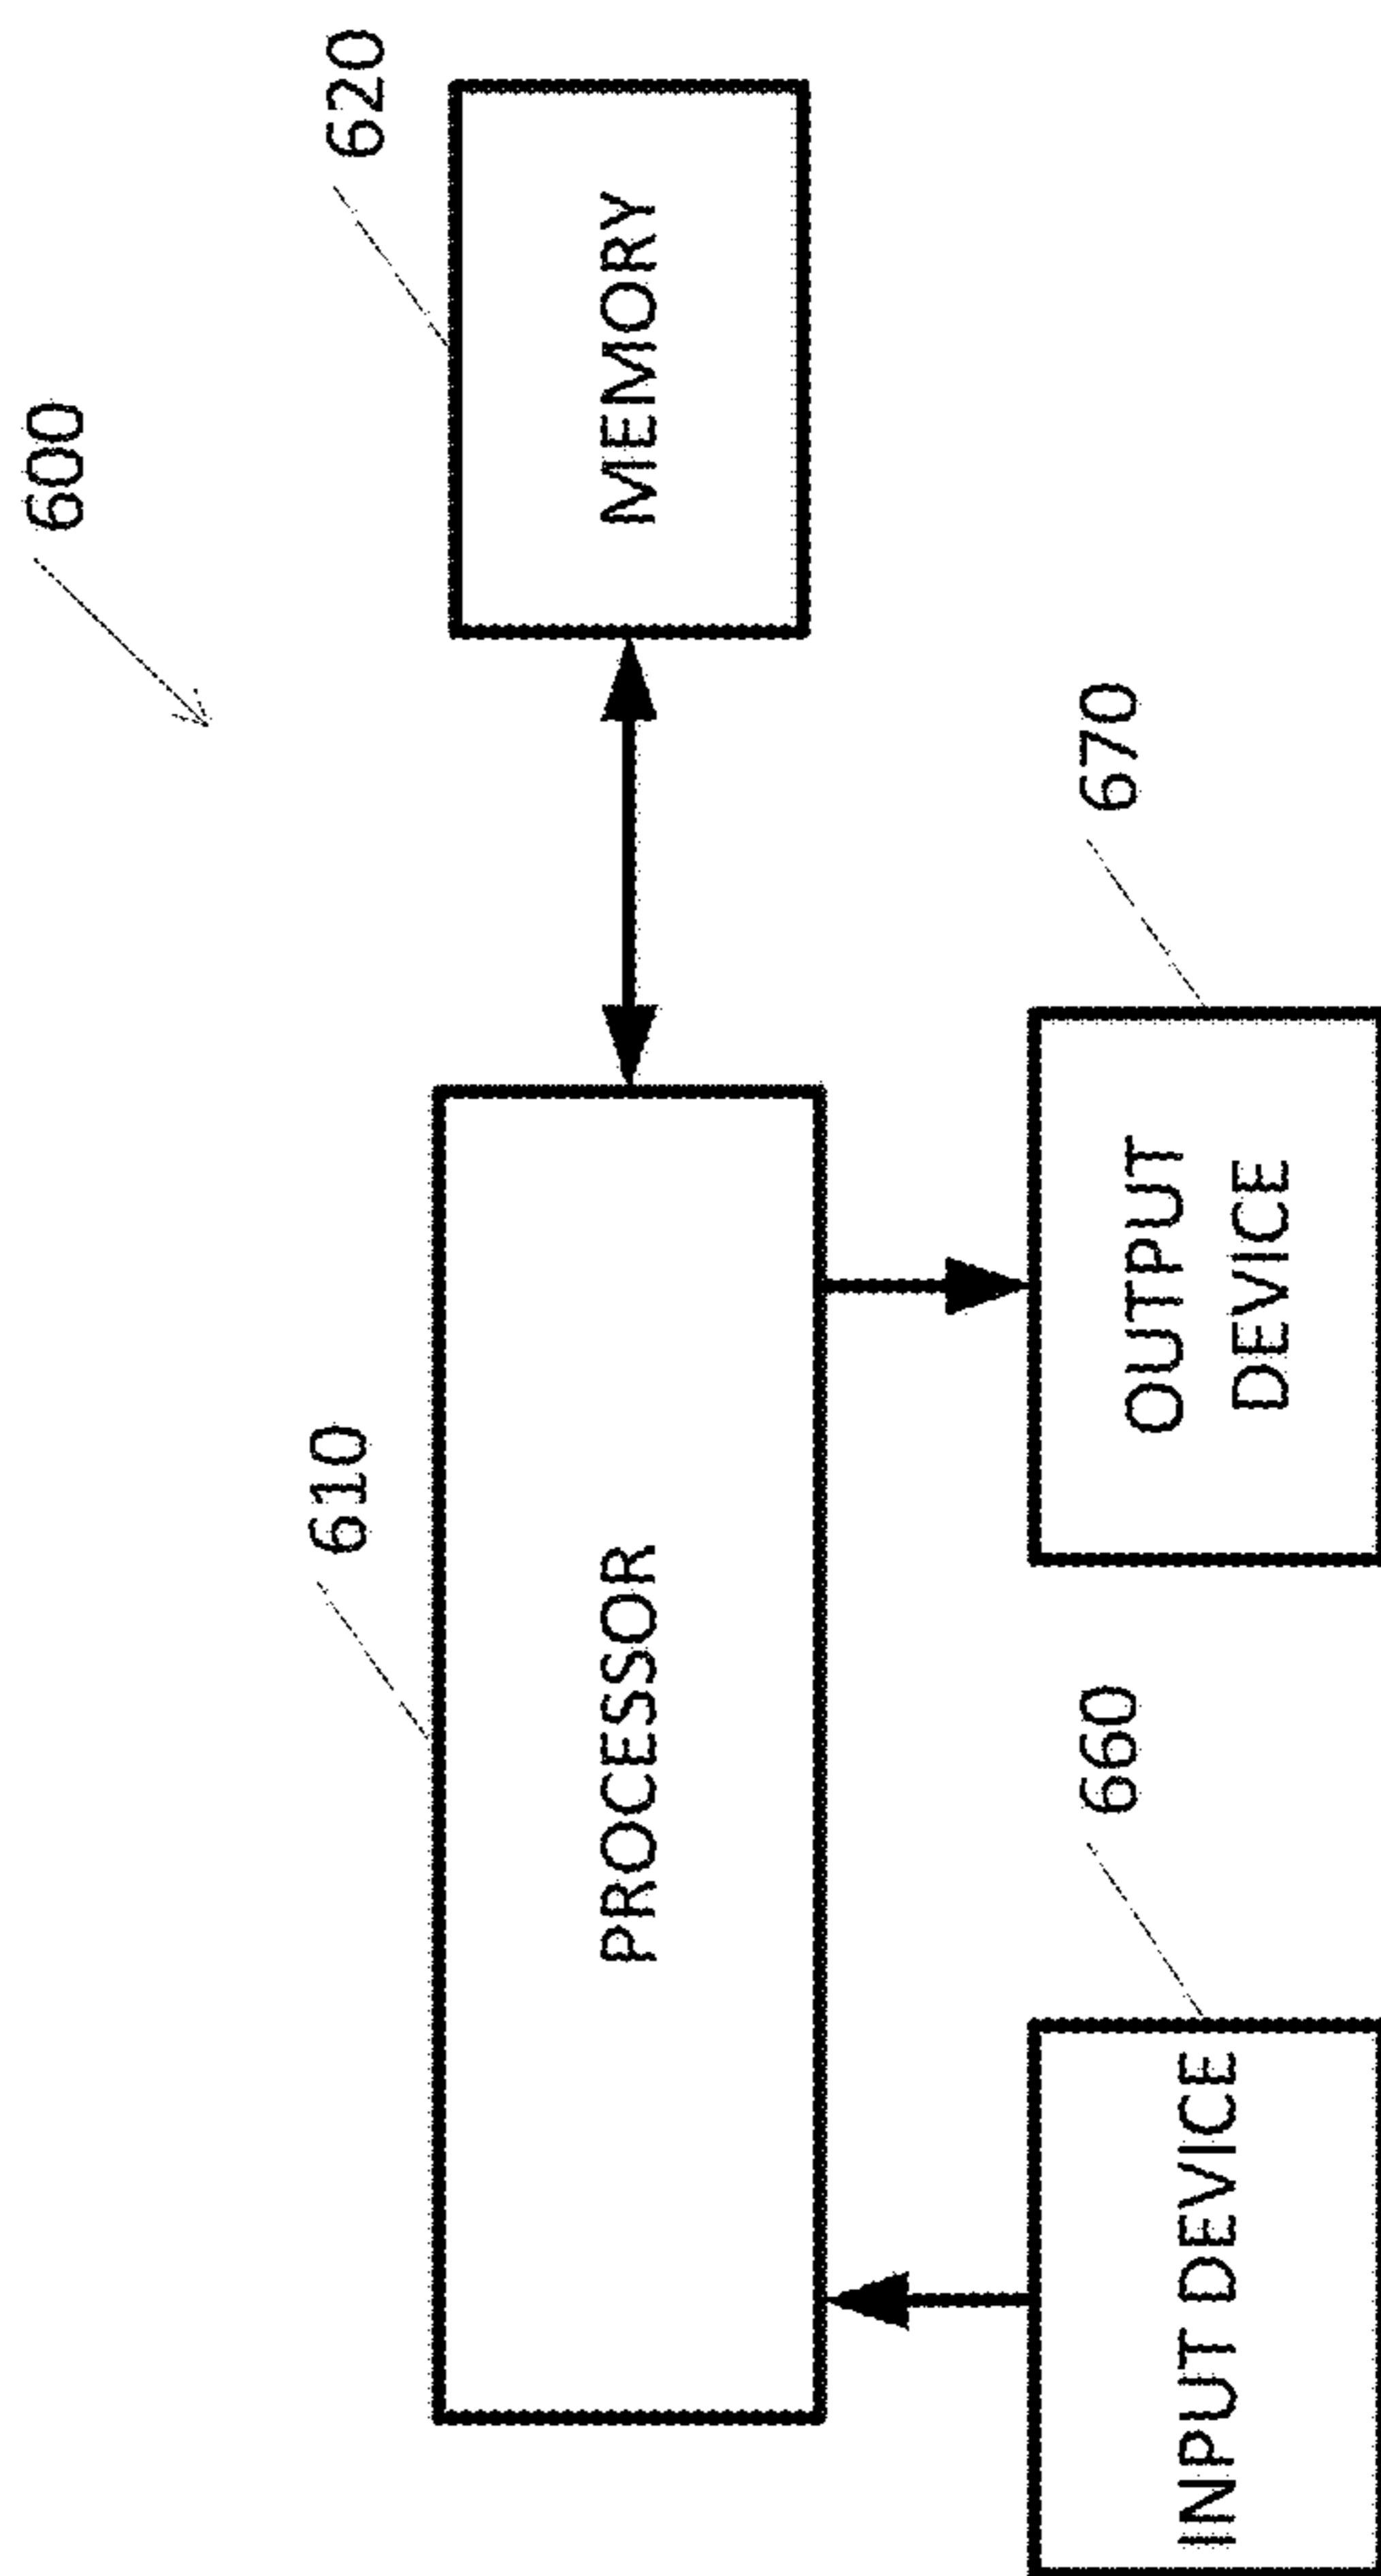 600
610
620
PROCESSOR
MEMORY
660
670
INPUT DEVICE
OUTPUT
DEVICE